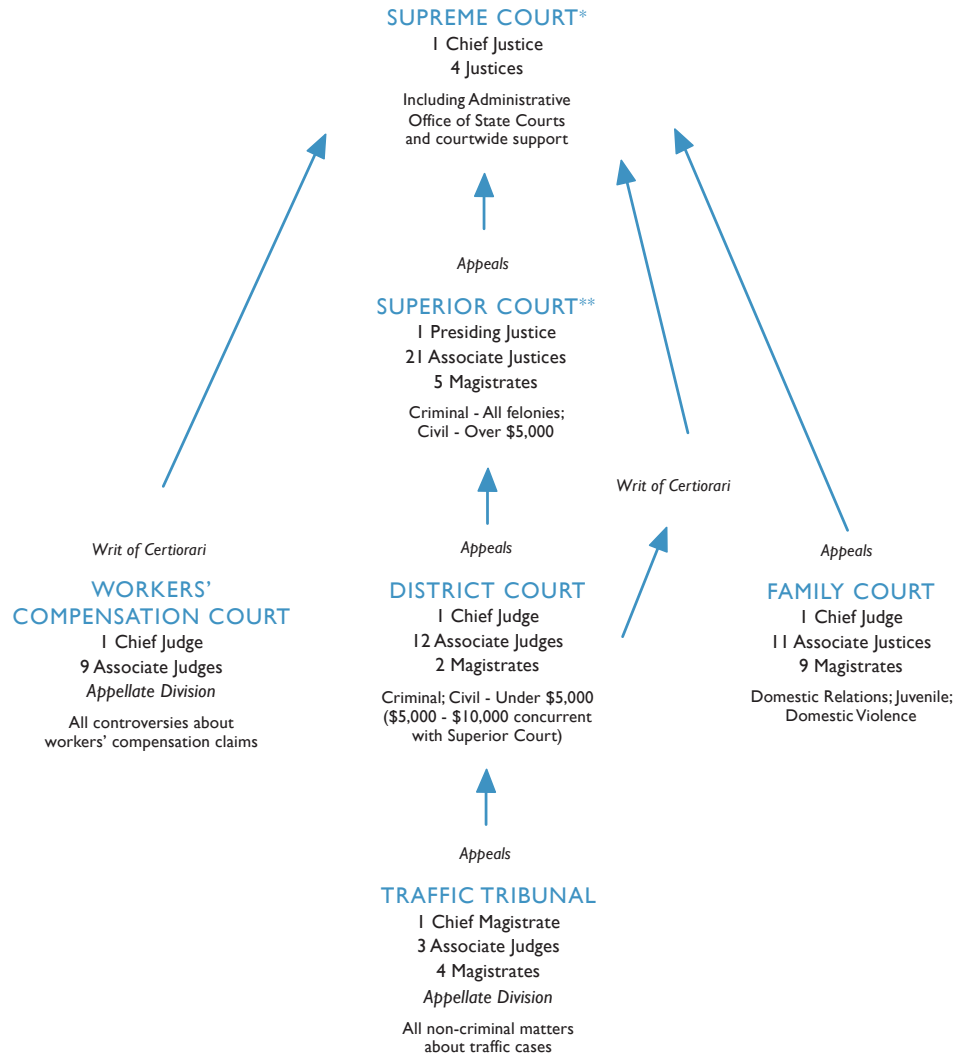 SUPREME COURT*
1 Chief Justice
4 Justices
Including Administrative
Office of State Courts
and courtwide support
Appeals
SUPERIOR COURT**
1 Presiding Justice
21 Associate Justices
5 Magistrates
Criminal - All felonies;
Civil - Over $5,000
Writ of Certiorari
Writ of Certiorari
WORKERS’
COMPENSATION COURT
1 Chief Judge
9 Associate Judges
Appellate Division
All controversies about
workers’ compensation claims
Appeals
DISTRICT COURT
1 Chief Judge
12 Associate Judges
2 Magistrates
Criminal; Civil - Under $5,000
($5,000 - $10,000 concurrent
with Superior Court)
Appeals
FAMILY COURT
1 Chief Judge
11 Associate Justices
9 Magistrates
Domestic Relations; Juvenile;
Domestic Violence
Appeals
TRAFFIC TRIBUNAL
1 Chief Magistrate
3 Associate Judges
4 Magistrates
Appellate Division
All non-criminal matters
about traffic cases